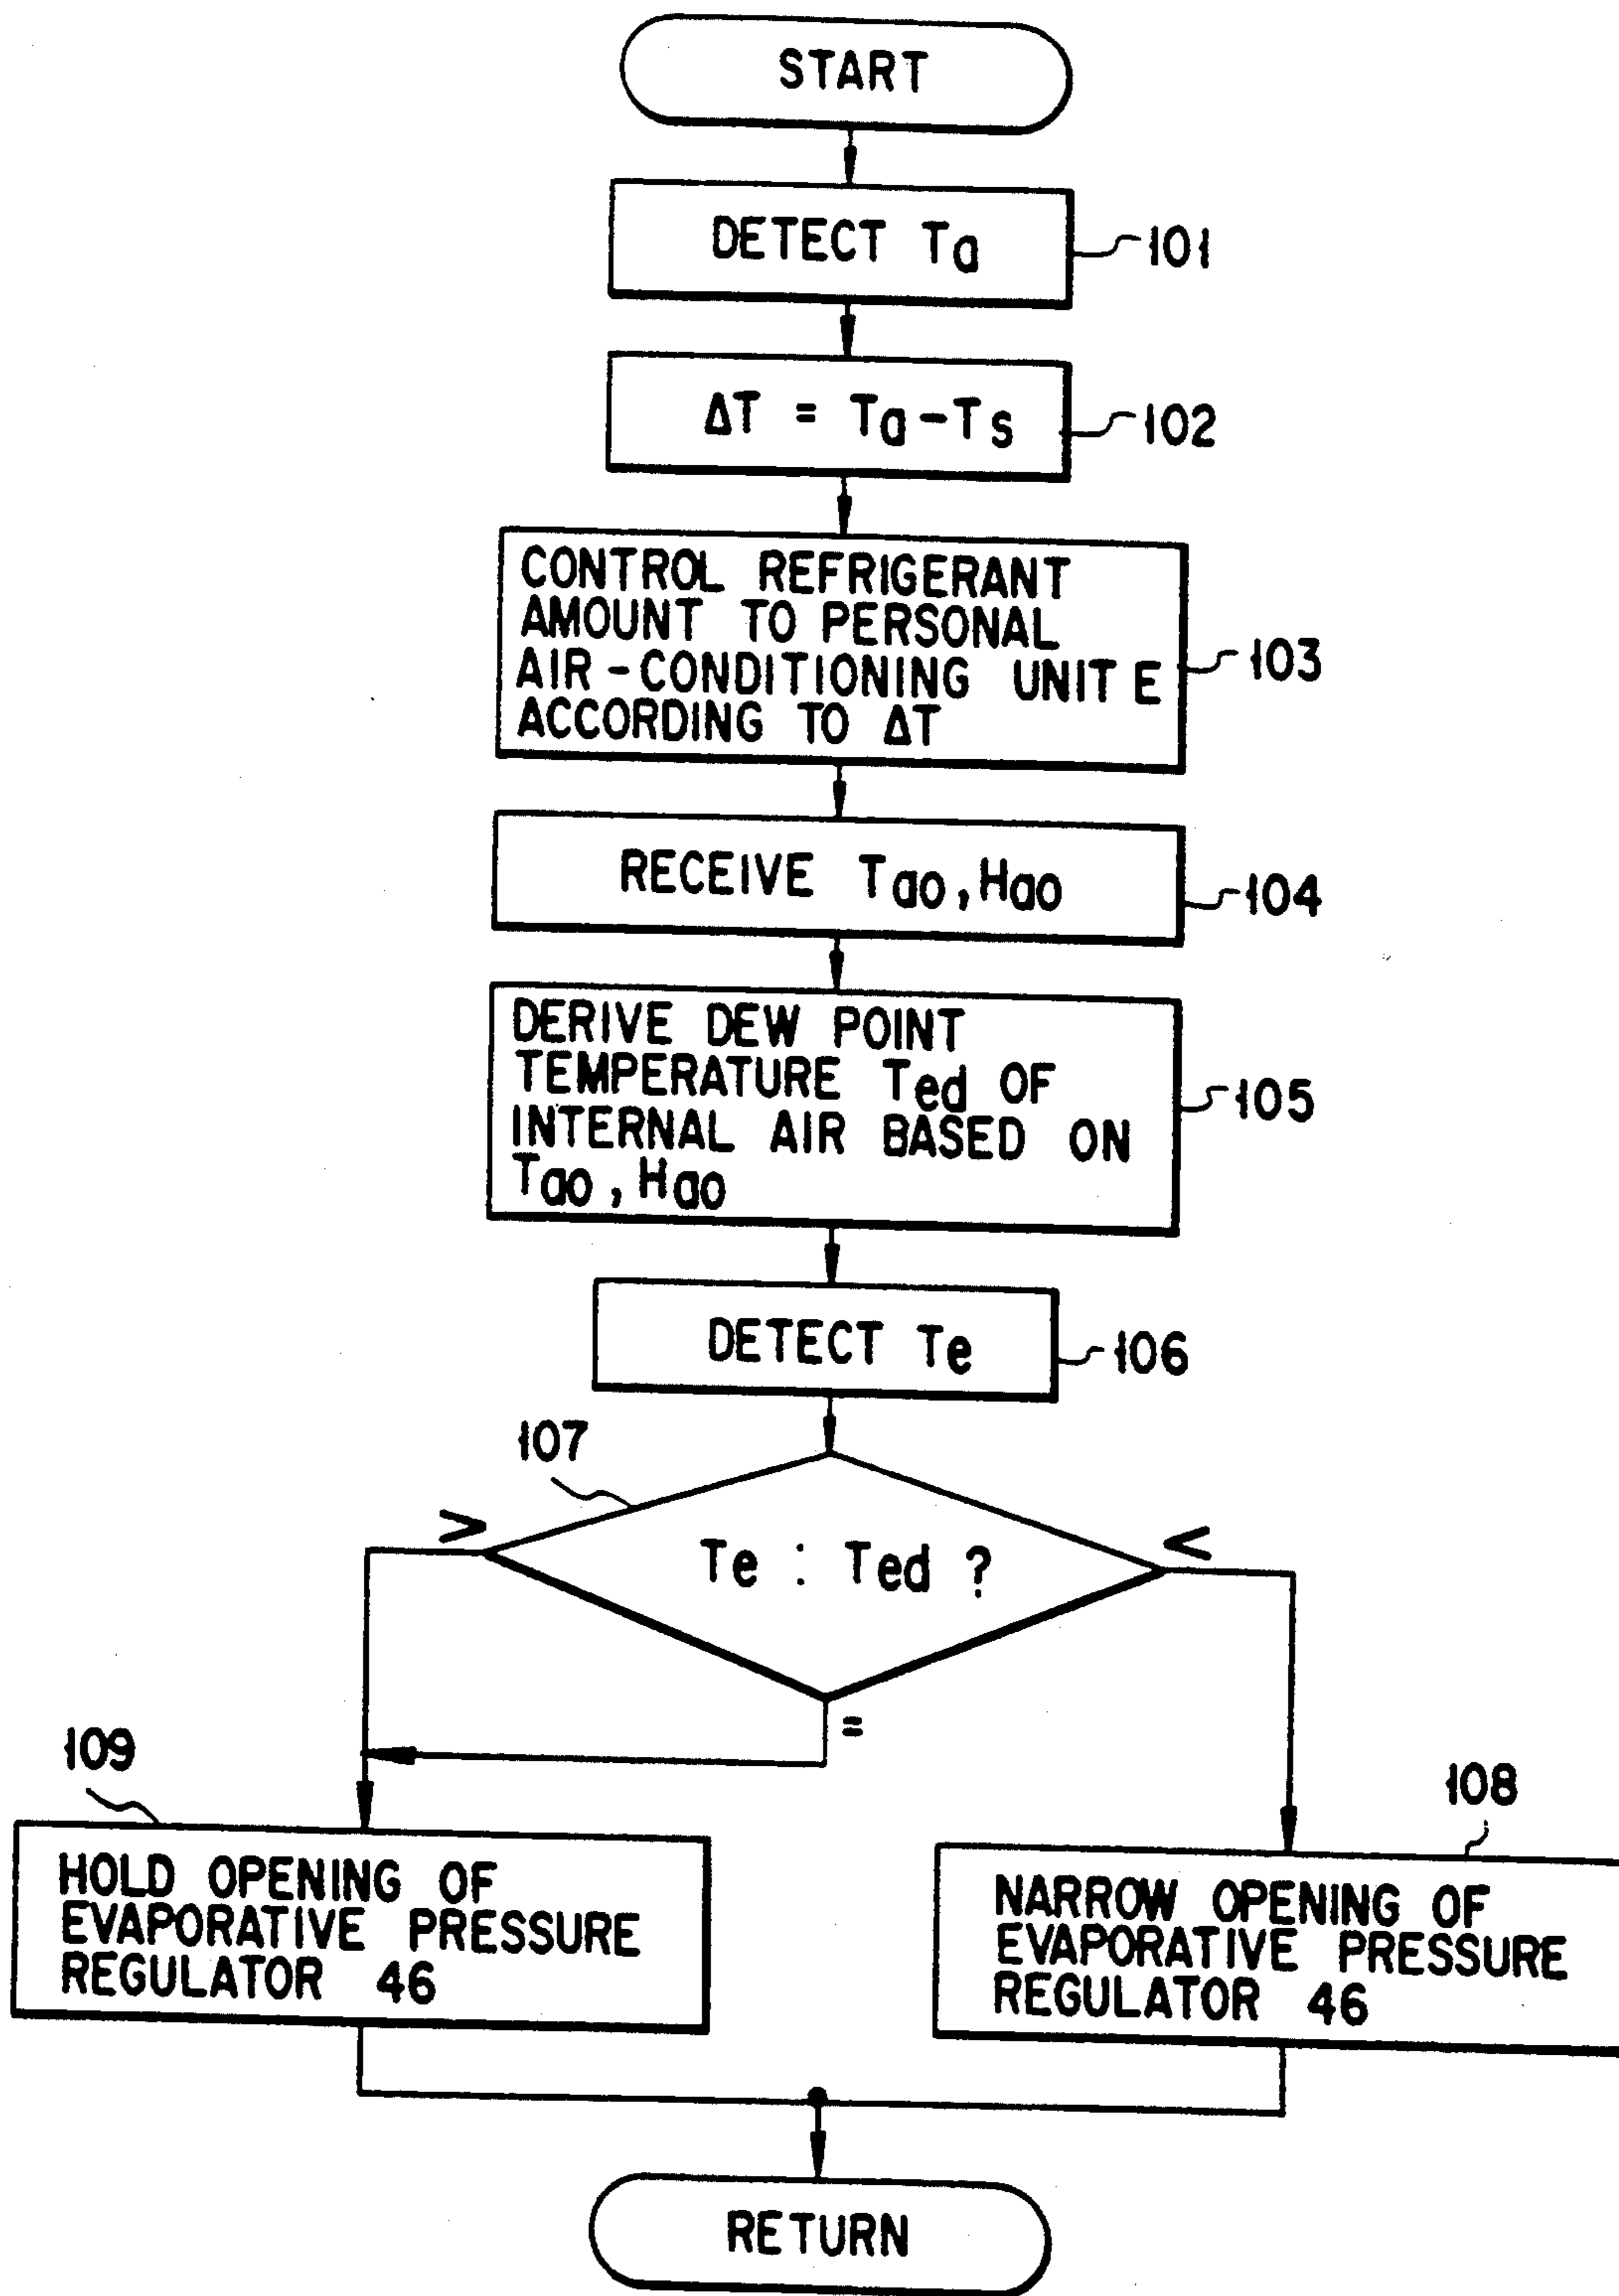 START
DETECT Ta
101
ΔT = Ta-Ts
102
CONTROL REFRIGERANT
AMOUNT TO PERSONAL
AIR-CONDITIONING UNIT E
ACCORDING TO ΔT
103
RECEIVE Tao, Hao
104
DERIVE DEW POINT
TEMPERATURE Ted OF
INTERNAL AIR BASED ON
Tao, Hao
105
DETECT Te
106
107
>
<
Te : Ted ?
=
109
108
HOLD OPENING OF
EVAPORATIVE PRESSURE
REGULATOR 46
NARROW OPENING OF
EVAPORATIVE PRESSURE
REGULATOR 46
RETURN